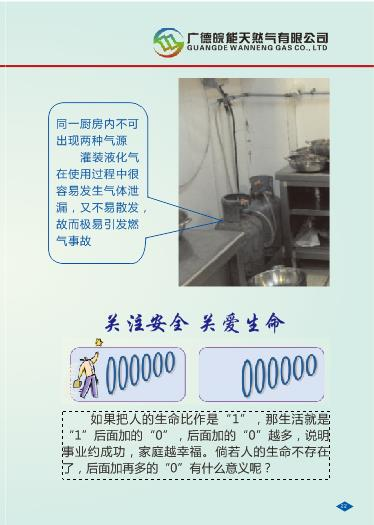 广德皖能天然气有限公司
GUANGDE WANNENG GAS CO., LTD
同一厨房内不可
出现两种气源
灌装液化气
在使用过程中很
容易发生气体泄
漏，又不易散发，
故而极易引发燃
气事故
关注安全 关爱生命
000000 000000
如果把人的生命比作是“1”，那生活就是
“1”后面加的“0”，后面加的“0”越多，说明
事业约成功，家庭越幸福。倘若人的生命不存在
了，后面加再多的“0”有什么意义呢？